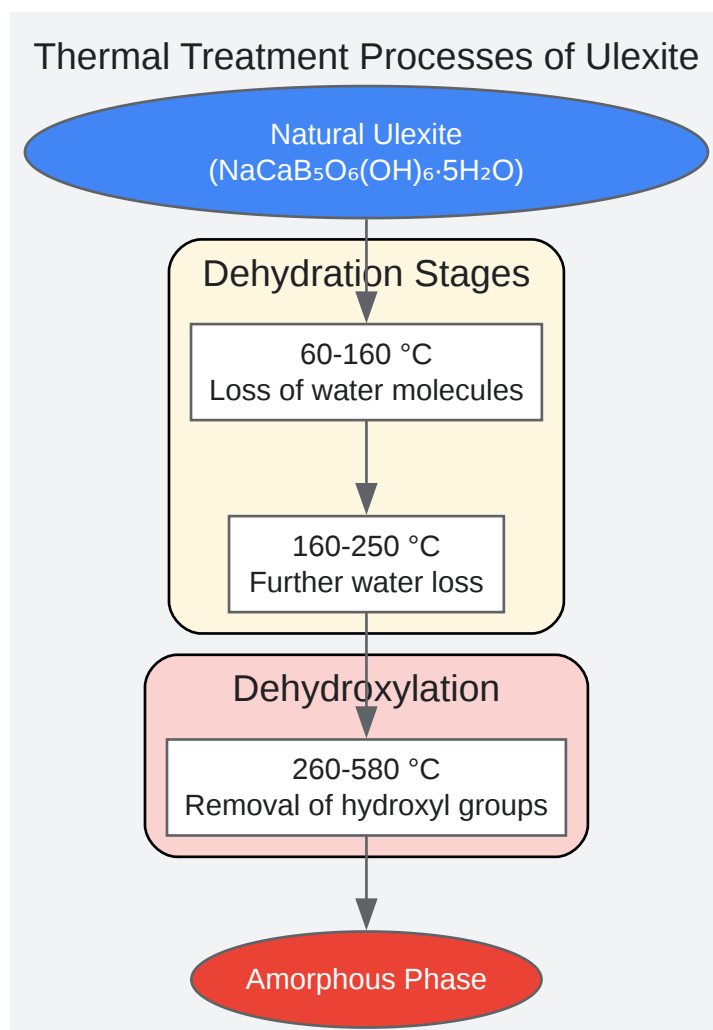 Thermal Treatment Processes of Ulexite
Natural Ulexite
(NaCaB₅O₆(OH)₆·5H₂O)
Dehydration Stages
60-160 °C
Loss of water molecules
160-250 °C
Further water loss
Dehydroxylation
260-580 °C
Removal of hydroxyl groups
Amorphous Phase